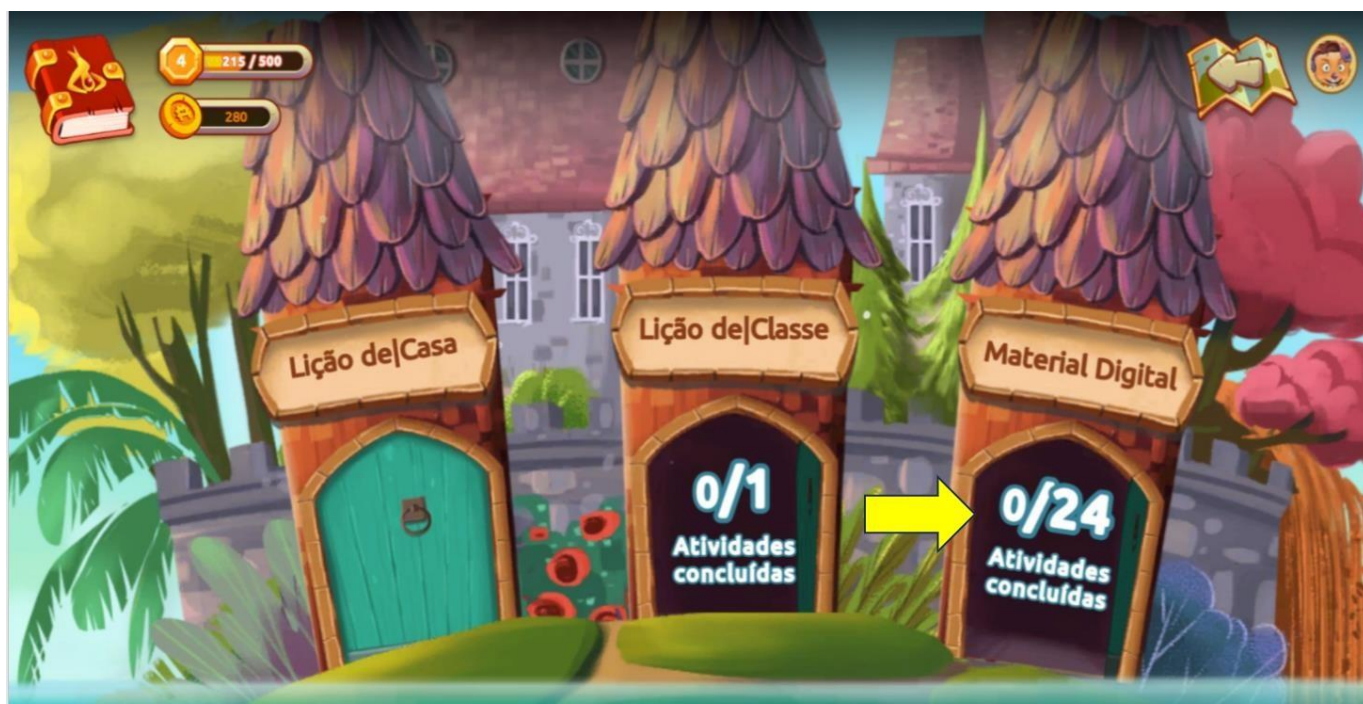 4 215 / 500
280
Lição de|Casa
Lição de|Classe
Material Digital
0/1
Atividades
concluídas
0/24
Atividades
concluídas